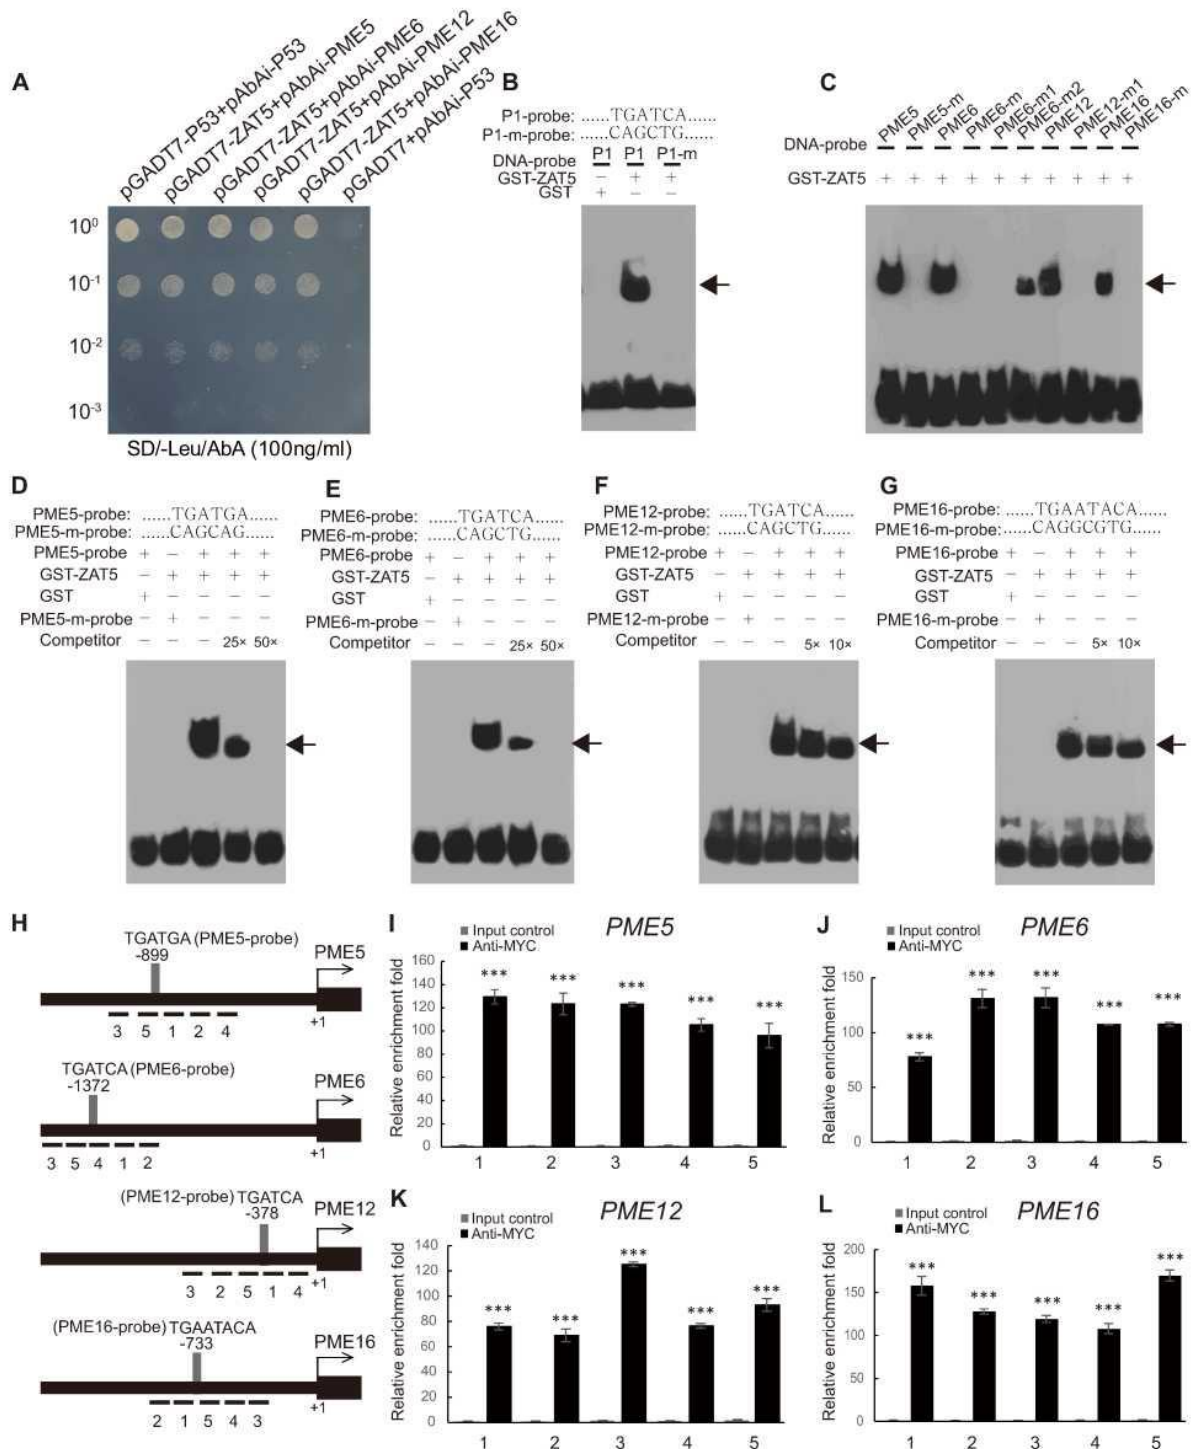 A
pGADT7-P53+pAbAi-P53
pGADT7-ZAT5+pAbAi-PME5
pGADT7-ZAT5+pAbAi-PME6
pGADT7-ZAT5+pAbAi-PME12
pGADT7-ZAT5+pAbAi-PME16
pGADT7+pAbAi-P53
10⁰
10⁻¹
10⁻²
10⁻³
SD/-Leu/AbA (100ng/ml)
B
P1-probe: ......TGATCA......
P1-m-probe: ......CAGCTG......
DNA-probe P1 P1 P1-m
GST-ZAT5 − + +
GST + − −
C
DNA-probe PME5 PME5-m PME6 PME6-m PME6-m1 PME6-m2 PME12 PME12-m1 PME16 PME16-m
GST-ZAT5 + + + + + + + + + +
D
PME5-probe: ......TGATGA......
PME5-m-probe: ......CAGCAG......
PME5-probe + − + + +
GST-ZAT5 − + + + +
GST + − − − −
PME5-m-probe − + − − −
Competitor − − − 25× 50×
E
PME6-probe: ......TGATCA......
PME6-m-probe: ......CAGCTG......
PME6-probe + − + + +
GST-ZAT5 − + + + +
GST + − − − −
PME6-m-probe − + − − −
Competitor − − − 25× 50×
F
PME12-probe: ......TGATCA......
PME12-m-probe: ......CAGCTG......
PME12-probe + − + + +
GST-ZAT5 − + + + +
GST + − − − −
PME12-m-probe − + − − −
Competitor − − − 5× 10×
G
PME16-probe: ......TGAATACA......
PME16-m-probe: ......CAGGCGTG......
PME16-probe + − + + +
GST-ZAT5 − + + + +
GST + − − − −
PME16-m-probe − + − − −
Competitor − − − 5× 10×
H
TGATGA (PME5-probe)
-899
PME5
+1
3 5 1 2 4
TGATCA (PME6-probe)
-1372
PME6
+1
3 5 4 1 2
(PME12-probe) TGATCA
-378
PME12
+1
3 2 5 1 4
(PME16-probe) TGAATACA
-733
PME16
+1
2 1 5 4 3
I
PME5
Input control
Anti-MYC
Relative enrichment fold
160
140
120
100
80
60
40
20
0
*** *** *** *** ***
1 2 3 4 5
J
PME6
Input control
Anti-MYC
Relative enrichment fold
150
100
50
0
*** *** *** *** ***
1 2 3 4 5
K
PME12
Input control
Anti-MYC
Relative enrichment fold
140
120
100
80
60
40
20
0
*** *** *** *** ***
1 2 3 4 5
L
PME16
Input control
Anti-MYC
Relative enrichment fold
200
150
100
50
0
*** *** *** *** ***
1 2 3 4 5